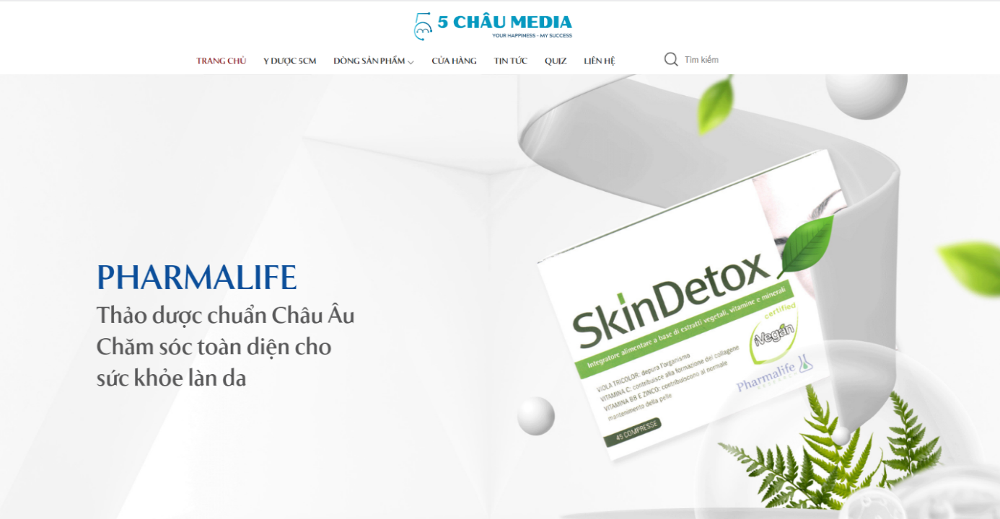 5 CHÂU MEDIA
YOUR HAPPINESS - MY SUCCESS
TRANG CHỦ Y DƯỢC 5CM DÒNG SẢN PHẨM CỬA HÀNG TIN TỨC QUIZ LIÊN HỆ Tìm kiếm
PHARMALIFE
Thảo dược chuẩn Châu Âu
Chăm sóc toàn diện cho
sức khỏe làn da
SkinDetox
Integratore alimentare a base di estratti vegetali, vitamine e minerali
certified
Vegan
VIOLA TRICOLOR: depura l'organismo
VITAMINA C: contribuisce alla formazione del collagene
VITAMINA B8 E ZINCO: contribuiscono al normale
mantenimento della pelle
Pharmalife
RESEARCH
45 COMPRESSE